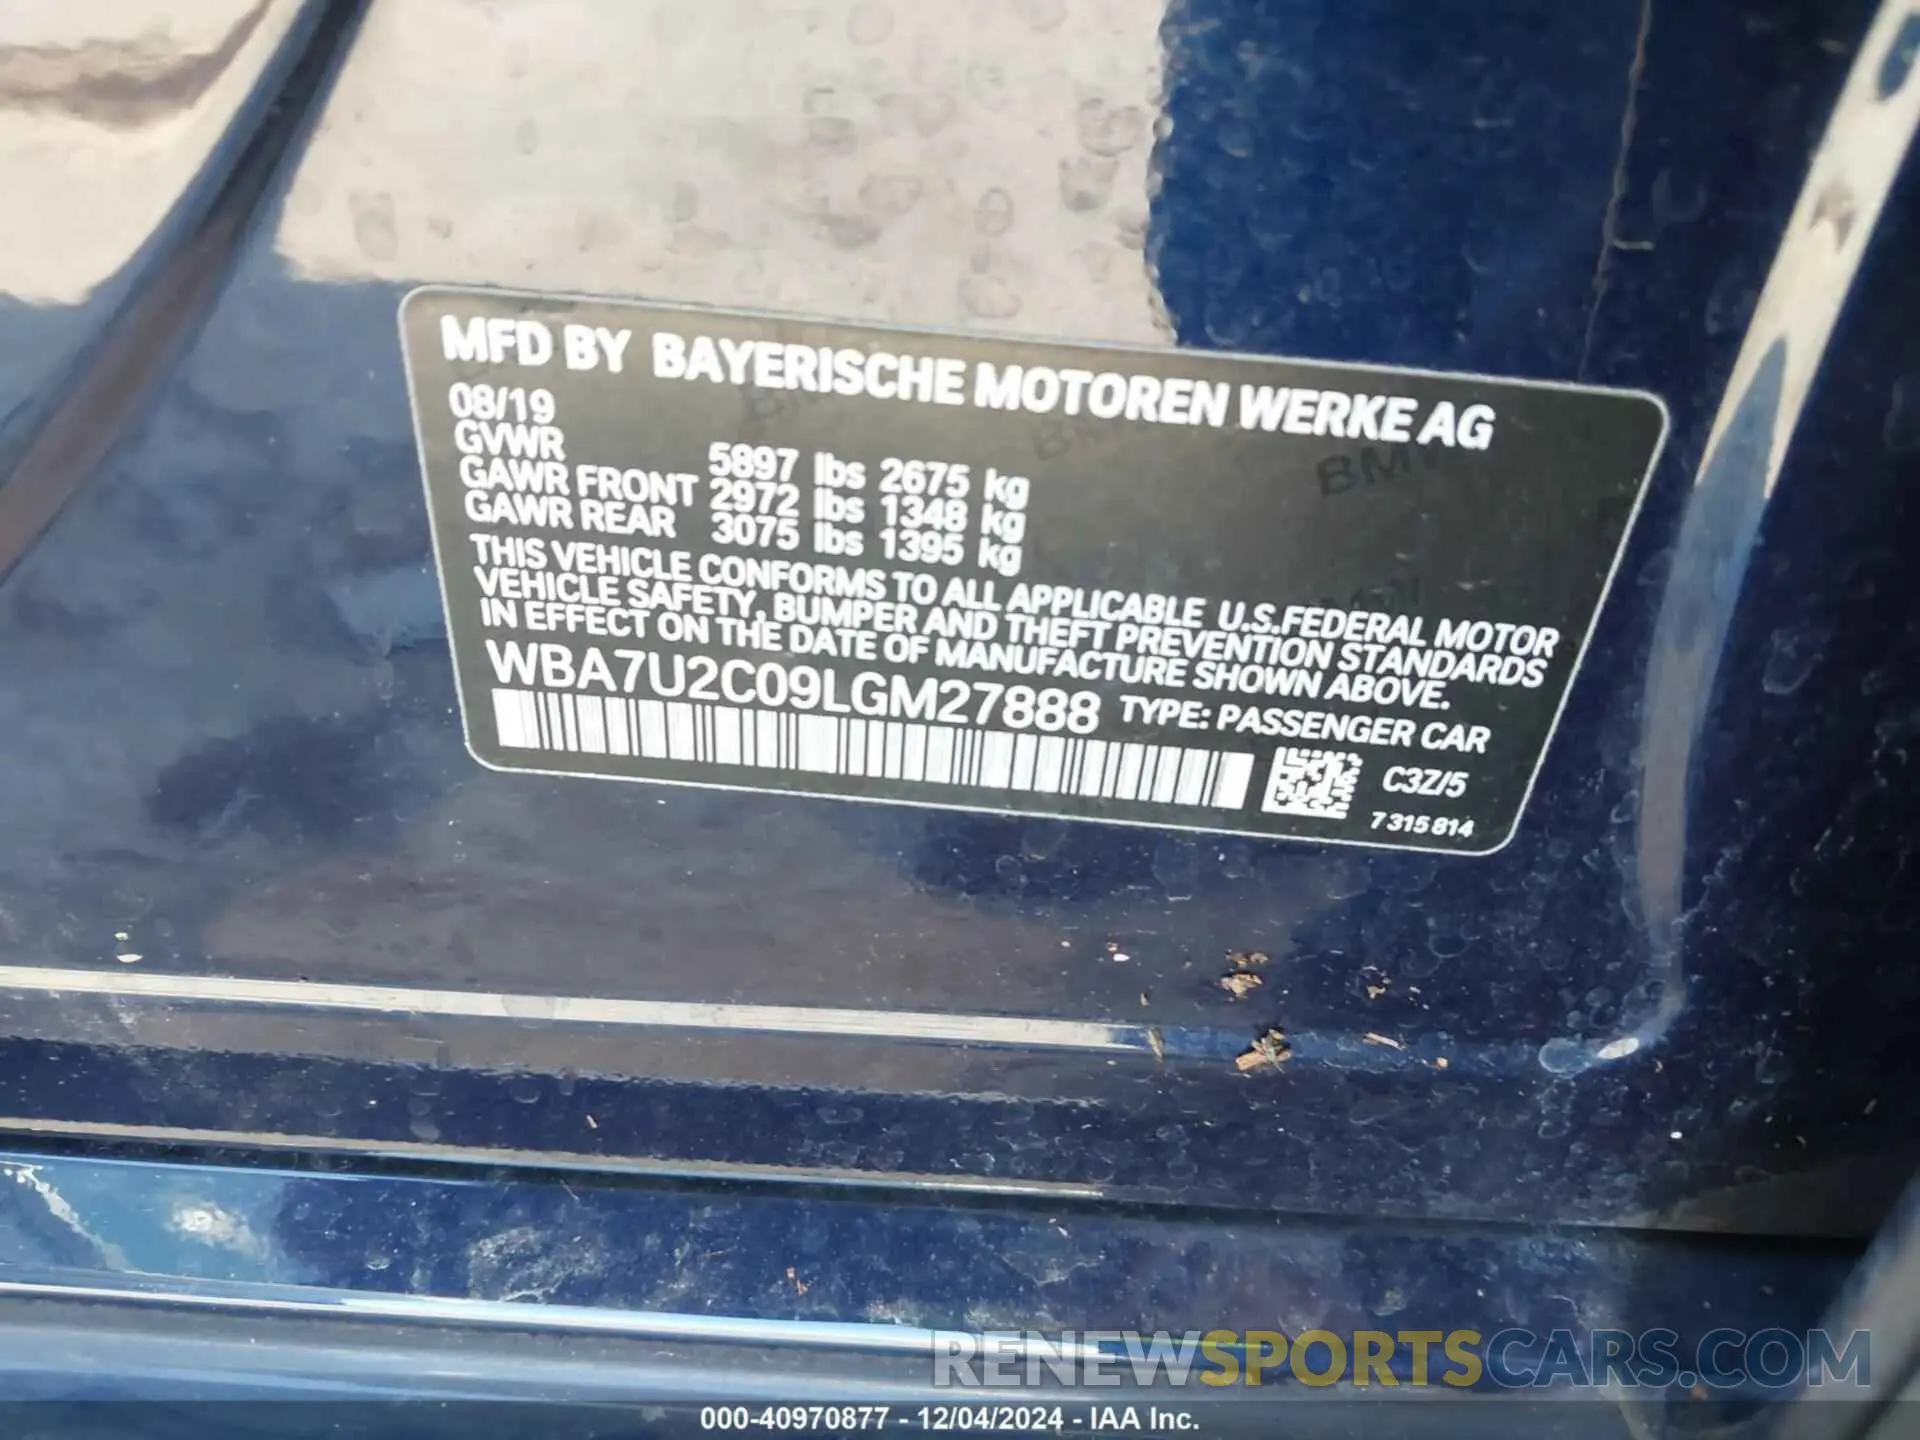 MFD BY BAYERISCHE MOTOREN WERKE AG
08/19
GVWR 5897 lbs 2675 kg
GAWR FRONT 2972 lbs 1348 kg
GAWR REAR 3075 lbs 1395 kg
THIS VEHICLE CONFORMS TO ALL APPLICABLE U.S.FEDERAL MOTOR
VEHICLE SAFETY, BUMPER AND THEFT PREVENTION STANDARDS
IN EFFECT ON THE DATE OF MANUFACTURE SHOWN ABOVE.
WBA7U2C09LGM27888 TYPE: PASSENGER CAR
C3Z/5
7 315 814
RENEWSPORTSCARS.COM
000-40970877 - 12/04/2024 - IAA Inc.